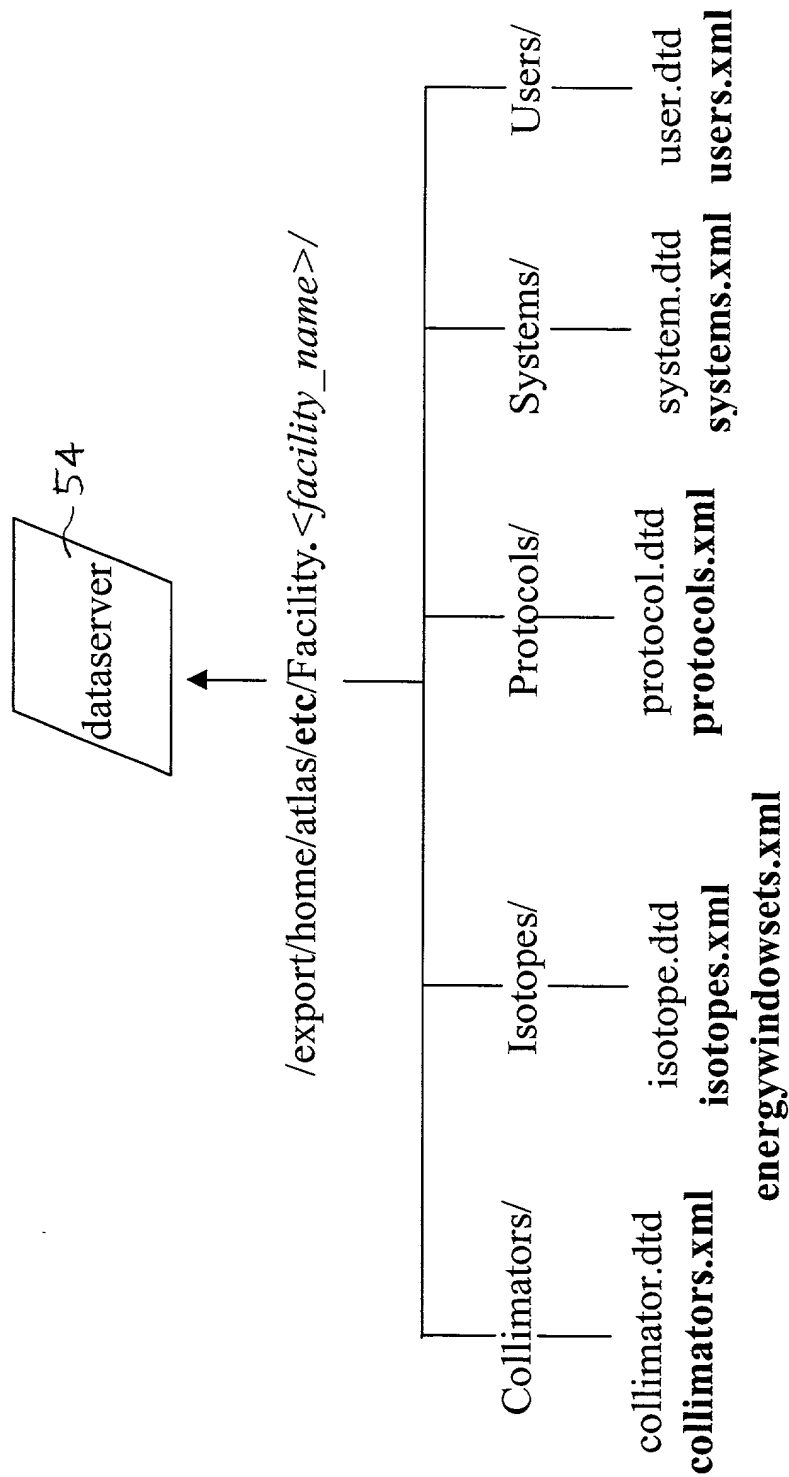 dataserver
54
/export/home/atlas/etc/Facility.<facility_name>/
Collimators/
collimator.dtd
collimators.xml
Isotopes/
isotope.dtd
isotopes.xml
energywindowsets.xml
Protocols/
protocol.dtd
protocols.xml
Systems/
system.dtd
systems.xml
Users/
user.dtd
users.xml